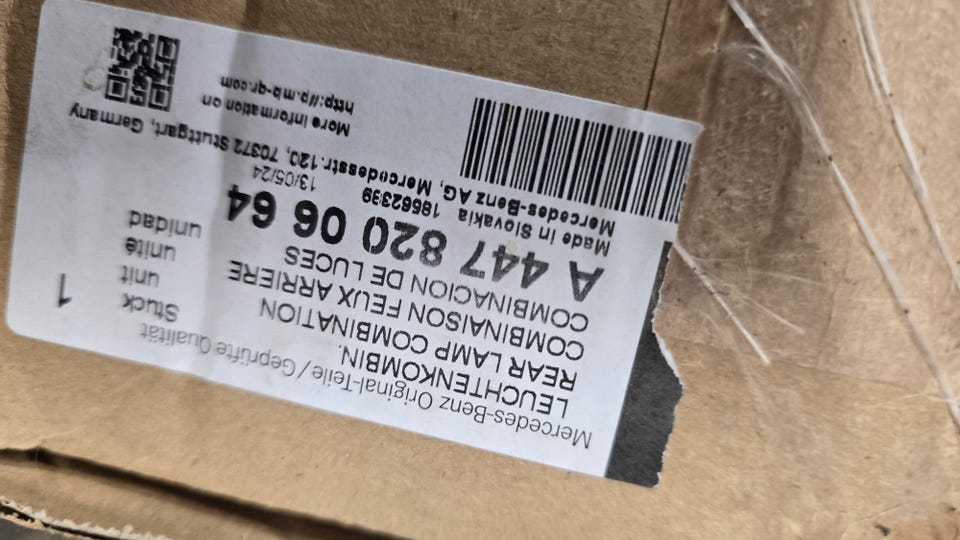 Mercedes-Benz Original-Teile / Geprüfte Qualität
LEUCHTENKOMBIN.
REAR LAMP COMBINATION
COMBINAISON FEUX ARRIERE
COMBINACION DE LUCES
Stück
unit
unité
unidad
1
A 447 820 06 64
Made in Slovakia 18562339 13/05/24
Mercedes-Benz AG, Mercedesstr.120, 70372 Stuttgart, Germany
More information on
http://p.mb-qr.com